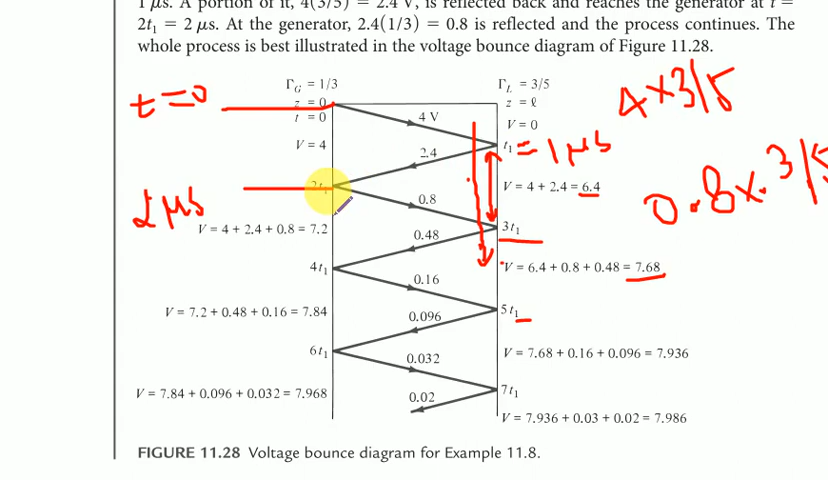 1 μs. A portion of it, 4(3/5) = 2.4 V, is reflected back and reaches the generator at t =
2t₁ = 2 μs. At the generator, 2.4(1/3) = 0.8 is reflected and the process continues. The
whole process is best illustrated in the voltage bounce diagram of Figure 11.28.
Γ_G = 1/3
Γ_L = 3/5
4×3/5
t=0
z = 0
z = ℓ
t = 0
4 V
V = 0
V = 4
2.4
t₁ = 1μs
2t₁
V = 4 + 2.4 = 6.4
0.8×3/5
2μs
0.8
V = 4 + 2.4 + 0.8 = 7.2
0.48
3t₁
4t₁
V = 6.4 + 0.8 + 0.48 = 7.68
0.16
V = 7.2 + 0.48 + 0.16 = 7.84
0.096
5t₁
6t₁
0.032
V = 7.68 + 0.16 + 0.096 = 7.936
V = 7.84 + 0.096 + 0.032 = 7.968
0.02
7t₁
V = 7.936 + 0.03 + 0.02 = 7.986
FIGURE 11.28 Voltage bounce diagram for Example 11.8.